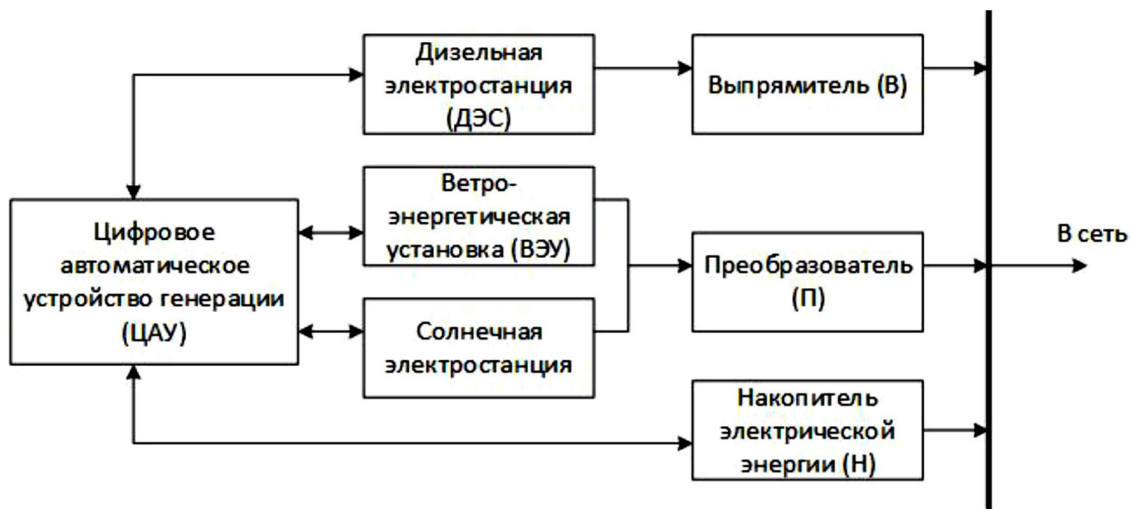 Дизельная
электростанция
(ДЭС)
Выпрямитель (В)
Ветро-
энергетическая
установка (ВЭУ)
Цифровое
автоматическое
устройство генерации
(ЦАУ)
Преобразователь
(П)
В сеть
Солнечная
электростанция
Накопитель
электрической
энергии (Н)